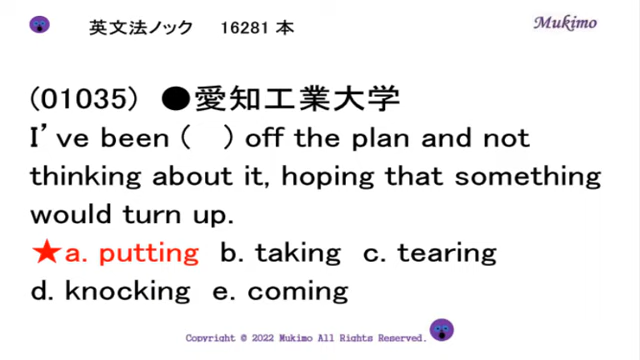 英文法ノック 16281 本
Mukimo
(01035) ●愛知工業大学
I've been (  ) off the plan and not
thinking about it, hoping that something
would turn up.
★a. putting b. taking c. tearing
d. knocking e. coming
Copyright © 2022 Mukimo All Rights Reserved.